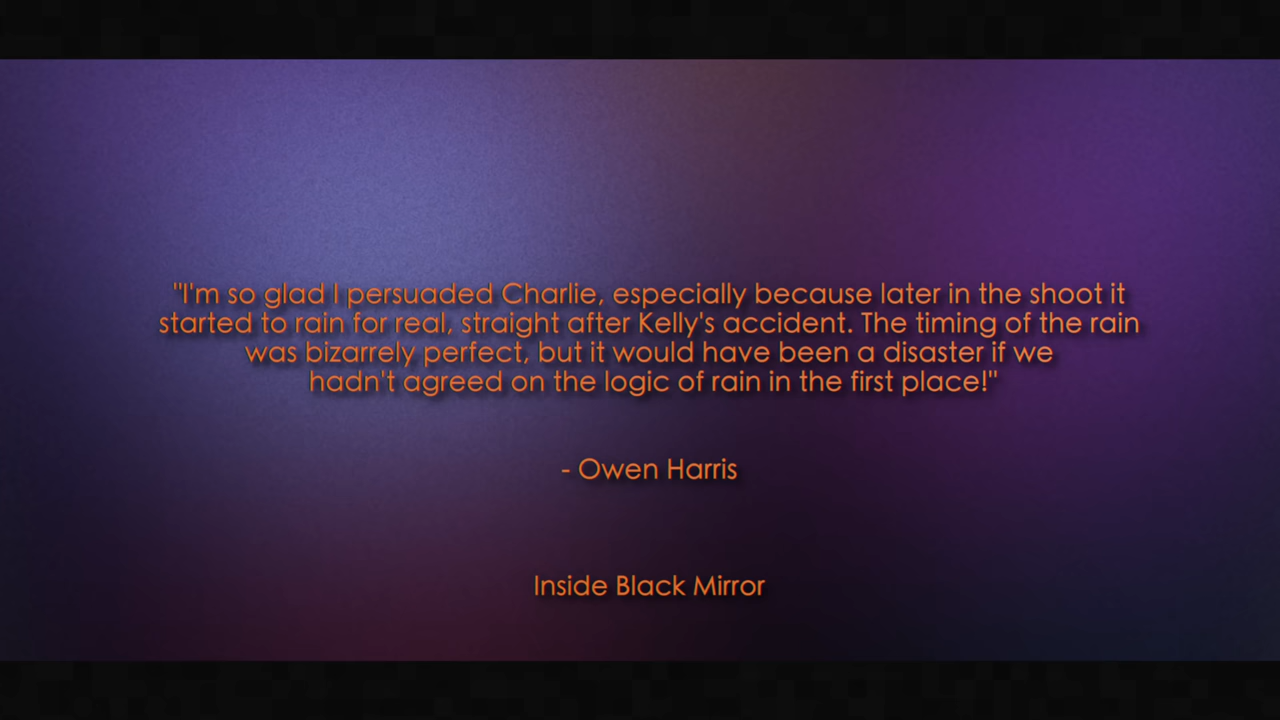 "I'm so glad I persuaded Charlie, especially because later in the shoot it
started to rain for real, straight after Kelly's accident. The timing of the rain
was bizarrely perfect, but it would have been a disaster if we
hadn't agreed on the logic of rain in the first place!"
- Owen Harris
Inside Black Mirror